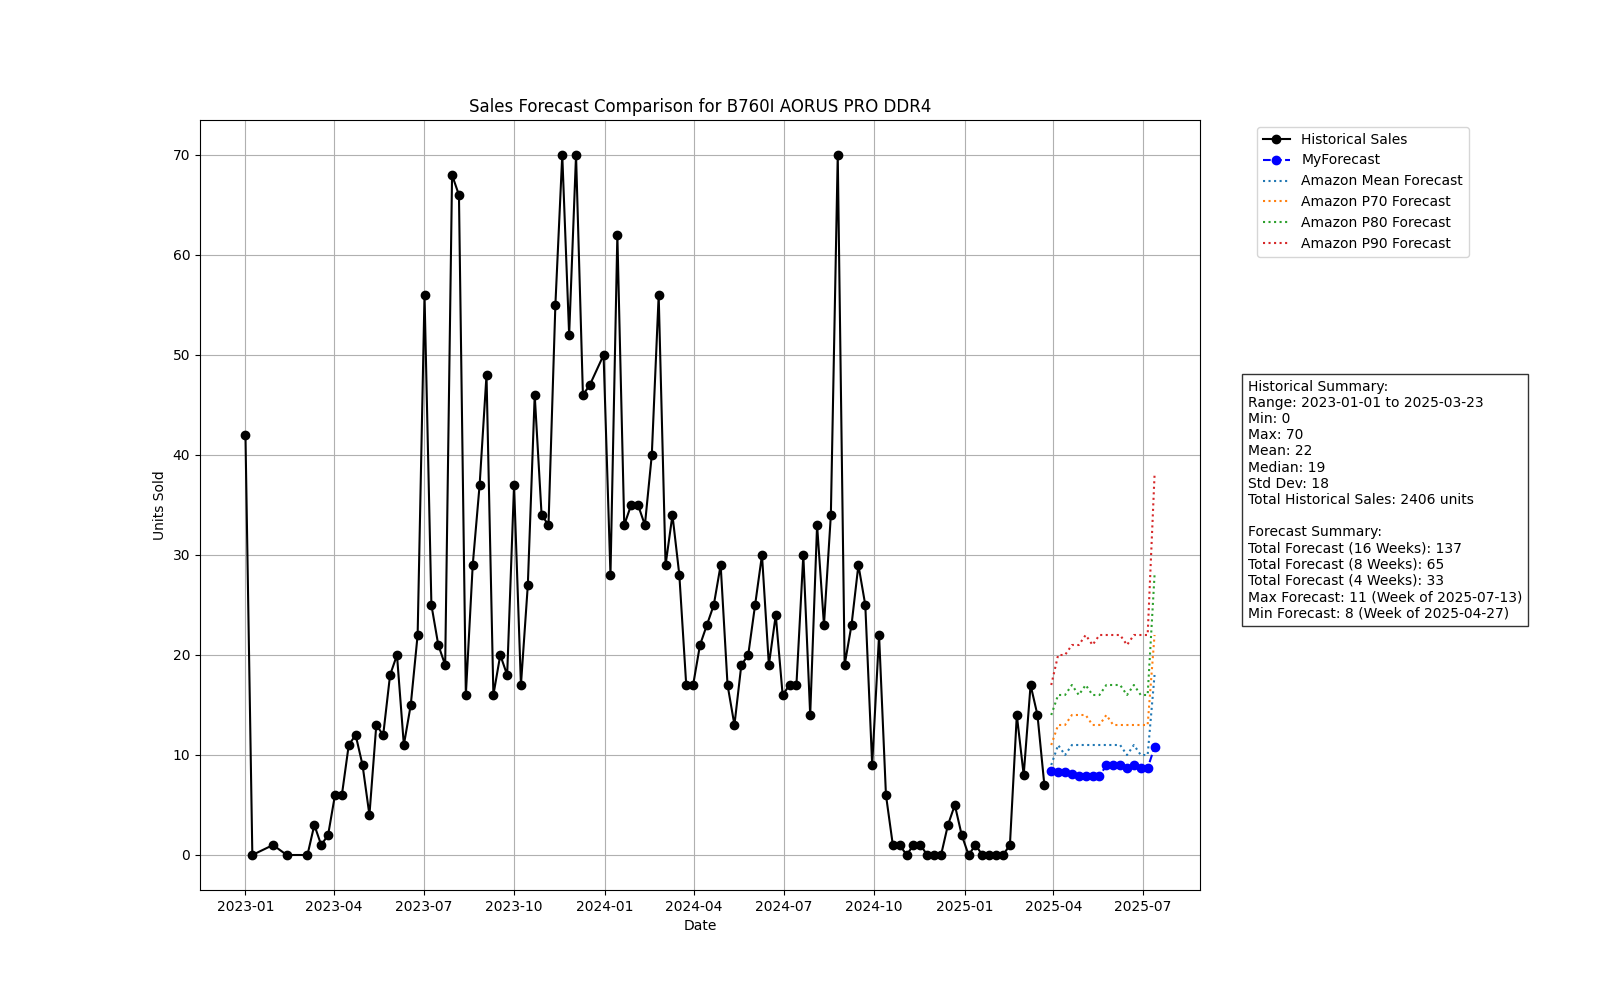 Sales Forecast Comparison for B760I AORUS PRO DDR4
Units Sold
70
60
50
40
30
20
10
0
2023-01 2023-04 2023-07 2023-10 2024-01 2024-04 2024-07 2024-10 2025-01 2025-04 2025-07
Date
Historical Sales
MyForecast
Amazon Mean Forecast
Amazon P70 Forecast
Amazon P80 Forecast
Amazon P90 Forecast
Historical Summary:
Range: 2023-01-01 to 2025-03-23
Min: 0
Max: 70
Mean: 22
Median: 19
Std Dev: 18
Total Historical Sales: 2406 units
Forecast Summary:
Total Forecast (16 Weeks): 137
Total Forecast (8 Weeks): 65
Total Forecast (4 Weeks): 33
Max Forecast: 11 (Week of 2025-07-13)
Min Forecast: 8 (Week of 2025-04-27)